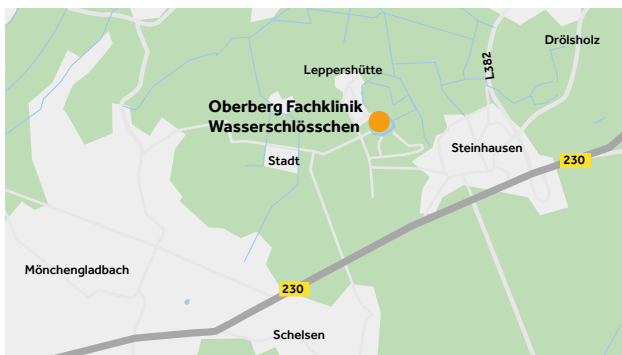 Drölsholz
L382
Leppershütte
Oberberg Fachklinik
Wasserschlösschen
Steinhausen
230
Stadt
Mönchengladbach
230
Schelsen